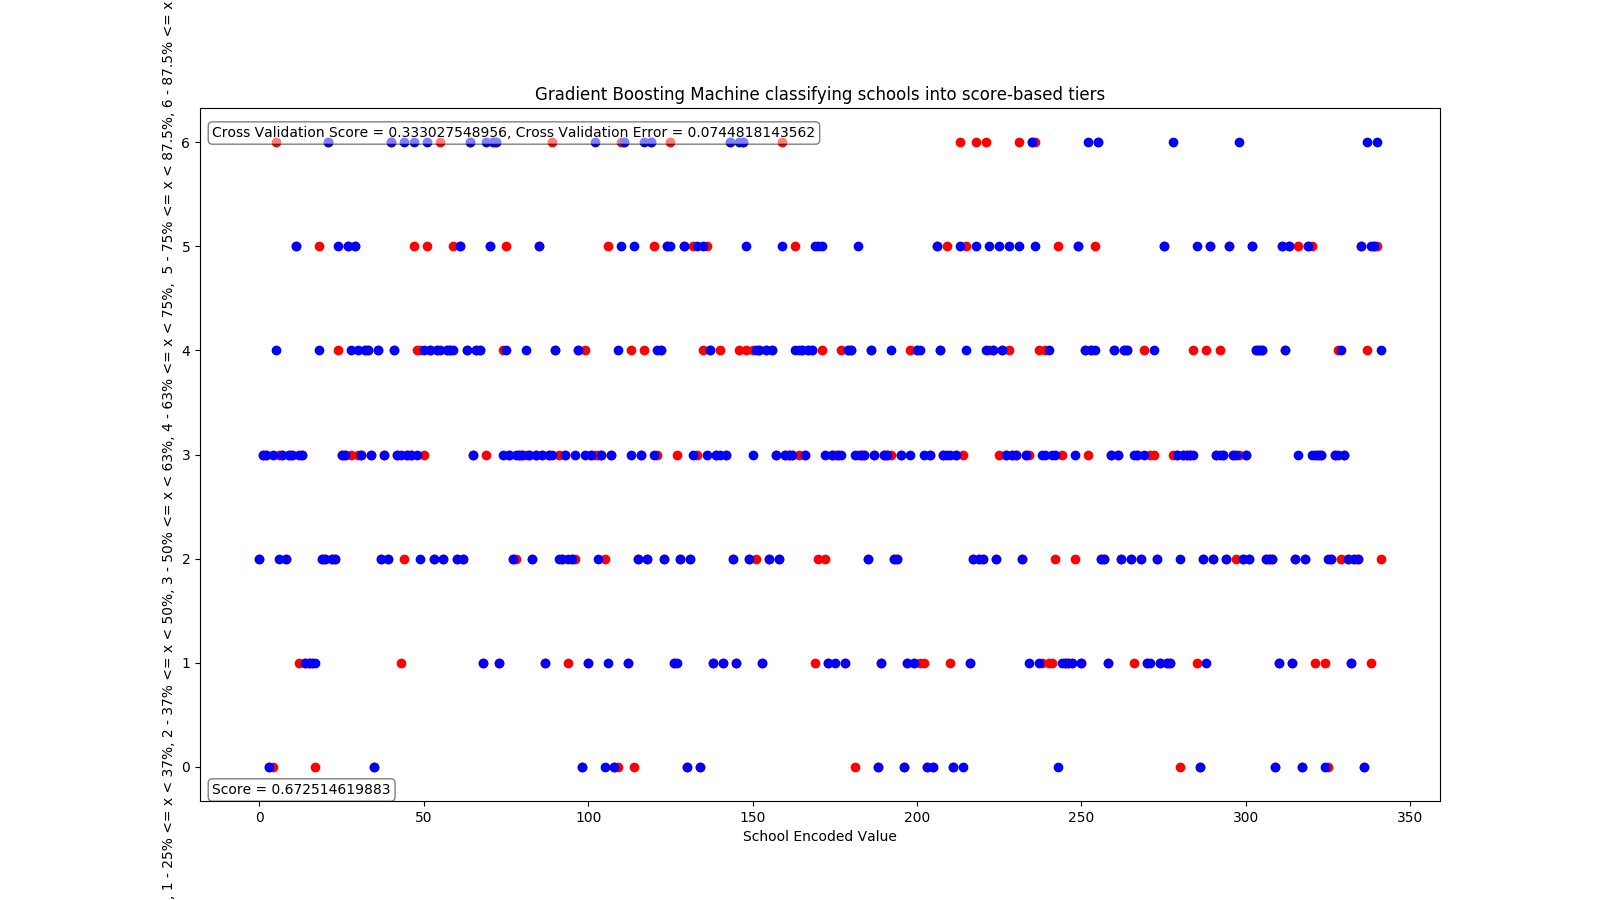 Gradient Boosting Machine classifying schools into score-based tiers
Cross Validation Score = 0.333027548956, Cross Validation Error = 0.0744818143562
, 1 - 25% <= x < 37%, 2 - 37% <= x < 50%, 3 - 50% <= x < 63%, 4 - 63% <= x < 75%,  5 - 75% <= x < 87.5%, 6 - 87.5% <= x
6
5
4
3
2
1
0
Score = 0.672514619883
0 50 100 150 200 250 300 350
School Encoded Value